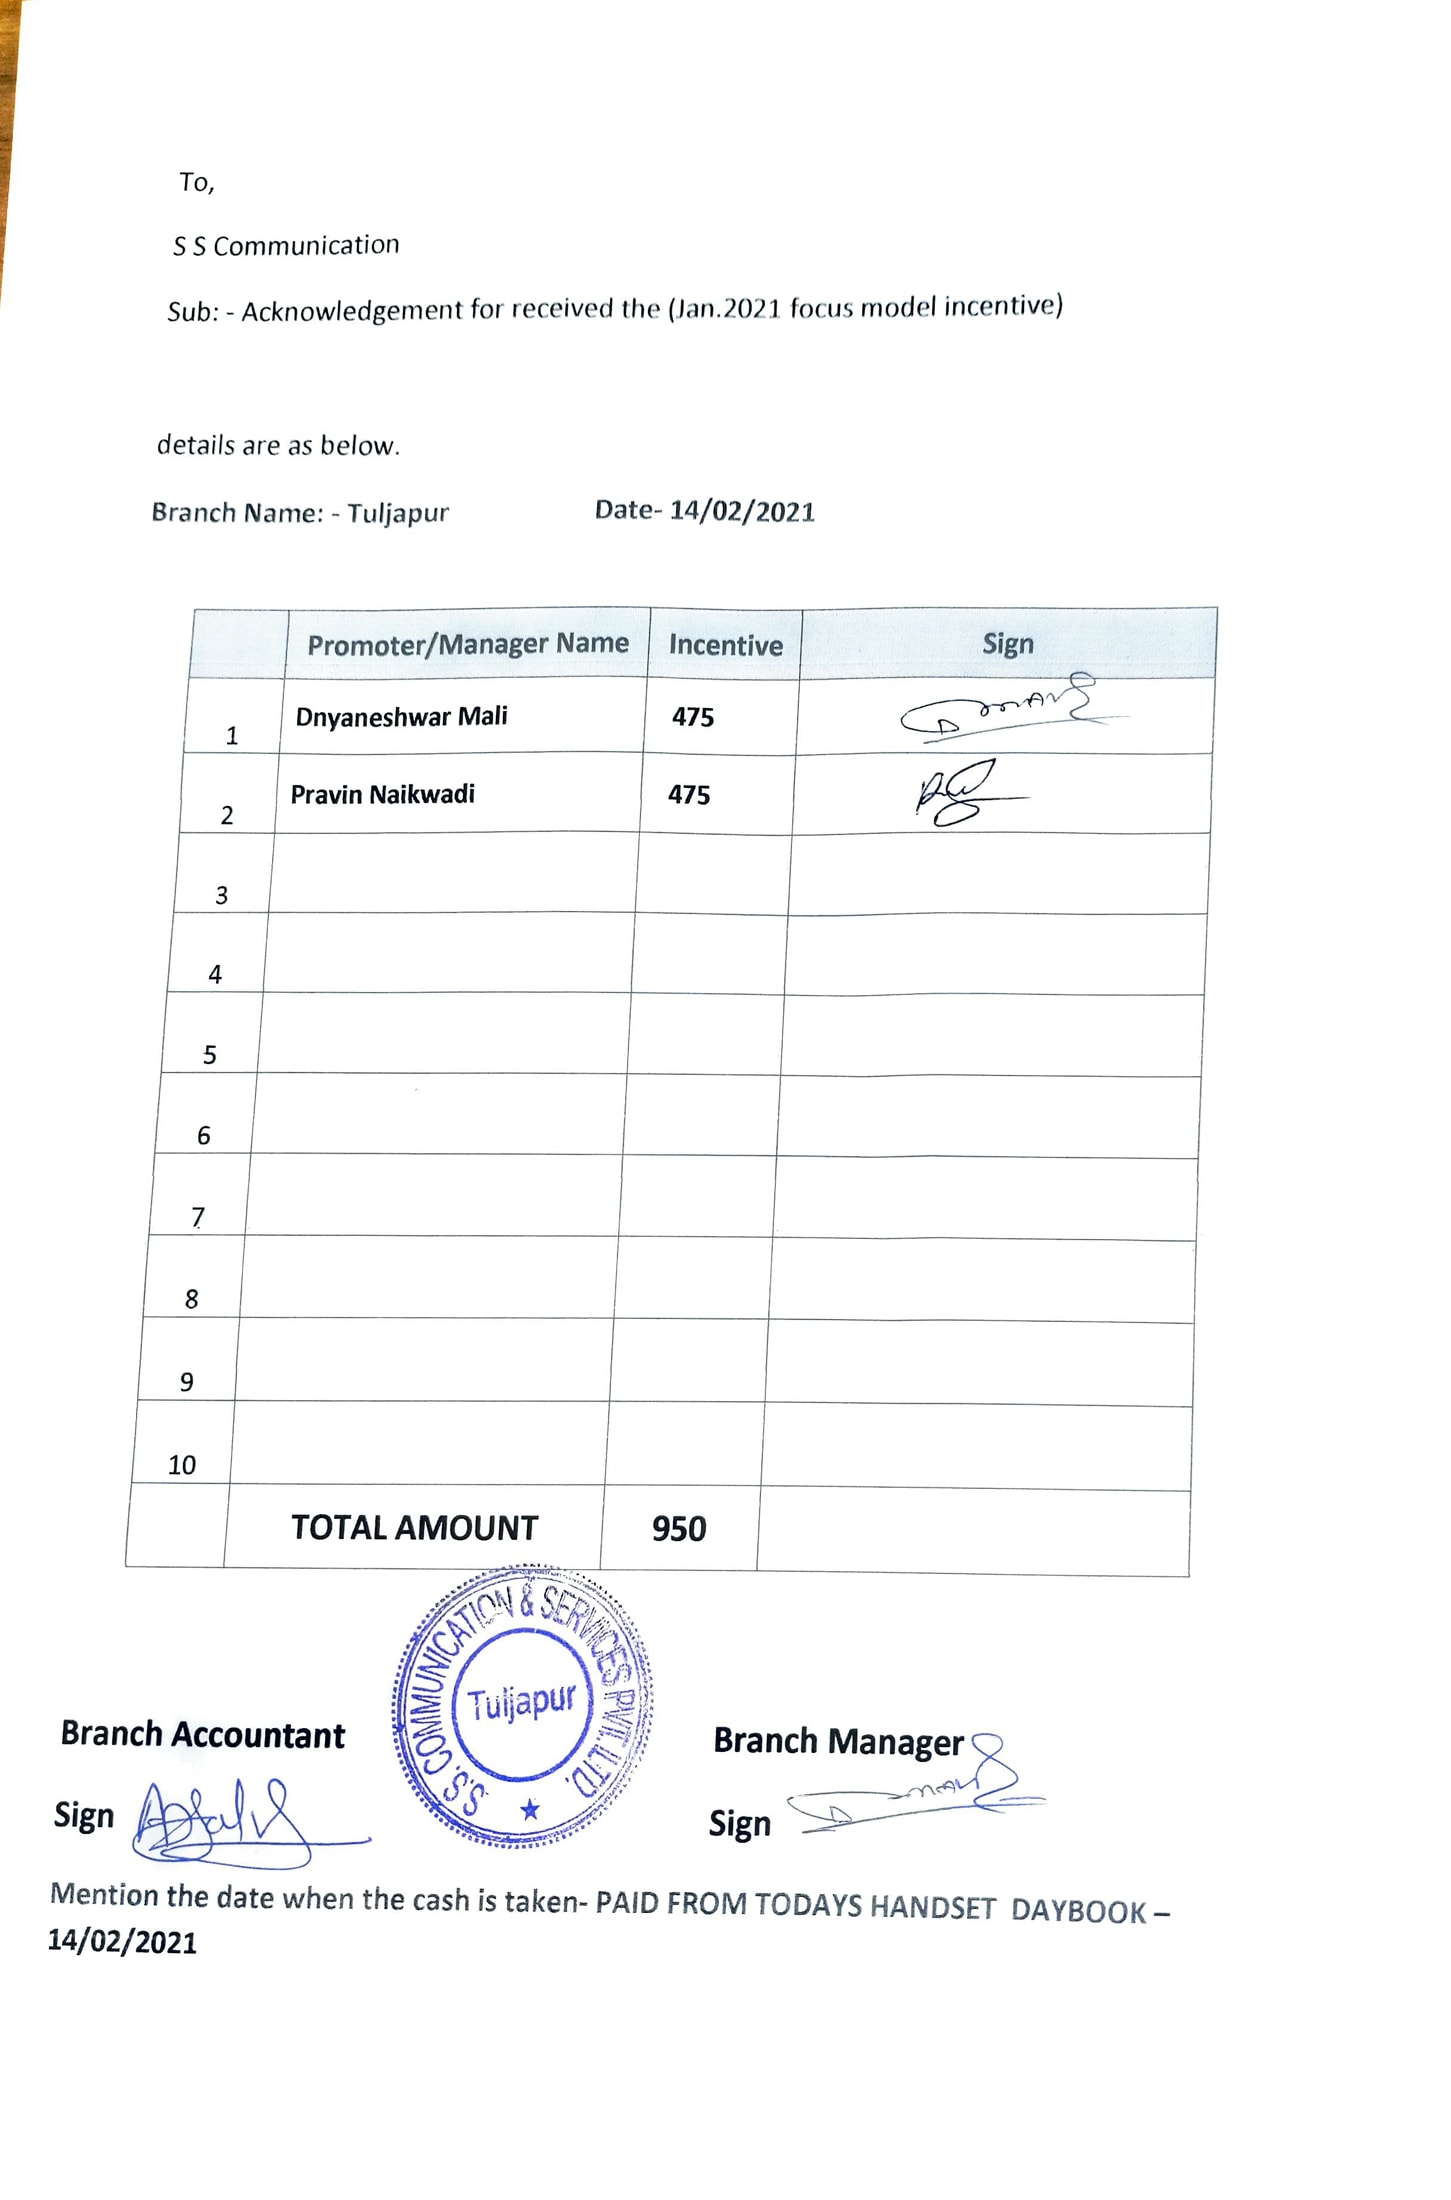 To,
S S Communication
Sub: - Acknowledgement for received the (Jan.2021 focus model incentive)
details are as below.
Branch Name: - Tuljapur Date- 14/02/2021
Promoter/Manager Name Incentive Sign
1 Dnyaneshwar Mali 475
2 Pravin Naikwadi 475
3
4
5
6
7
8
9
10
TOTAL AMOUNT 950
S.S. COMMUNICATION & SERVICES PVT. LTD.
Tuljapur
Branch Accountant Branch Manager
Sign Sign
Mention the date when the cash is taken- PAID FROM TODAYS HANDSET DAYBOOK –
14/02/2021